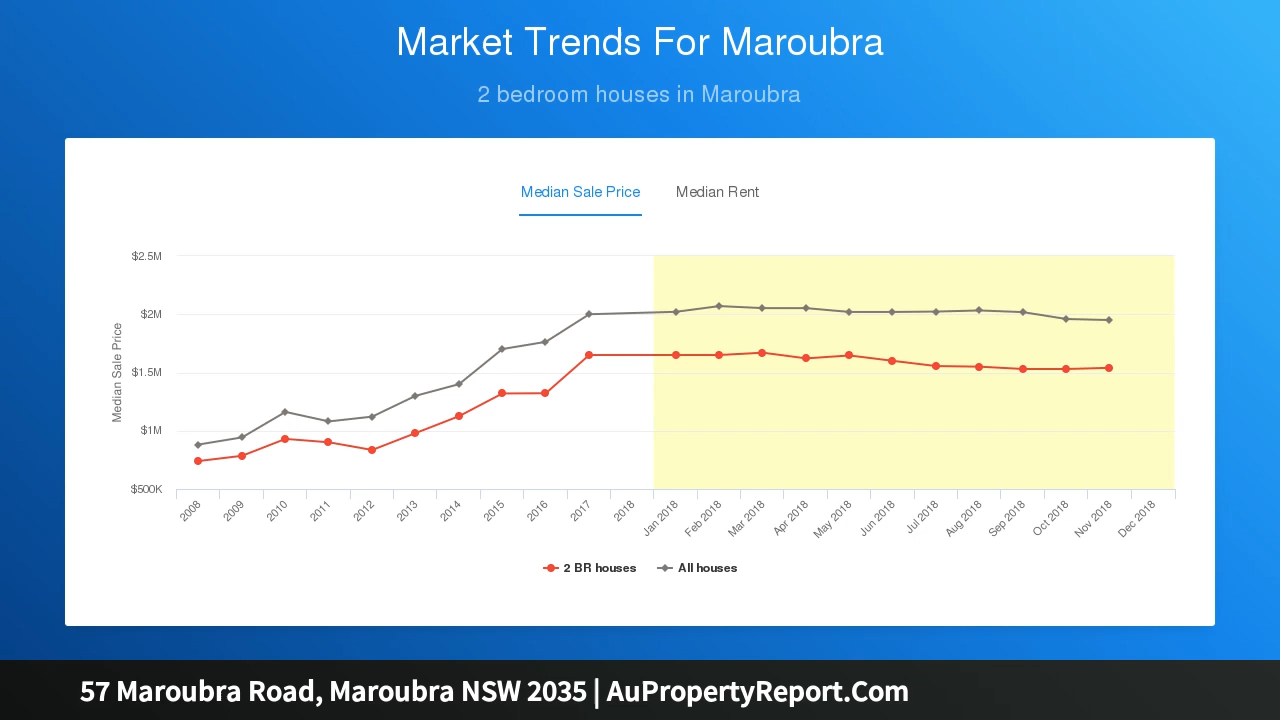 Market Trends For Maroubra
2 bedroom houses in Maroubra
Median Sale Price Median Rent
$2.5M
$2M
$1.5M
$1M
$500K
Median Sale Price
2008 2009 2010 2011 2012 2013 2014 2015 2016 2017 2018 Jan 2018 Feb 2018 Mar 2018 Apr 2018 May 2018 Jun 2018 Jul 2018 Aug 2018 Sep 2018 Oct 2018 Nov 2018 Dec 2018
2 BR houses All houses
57 Maroubra Road, Maroubra NSW 2035 | AuPropertyReport.Com